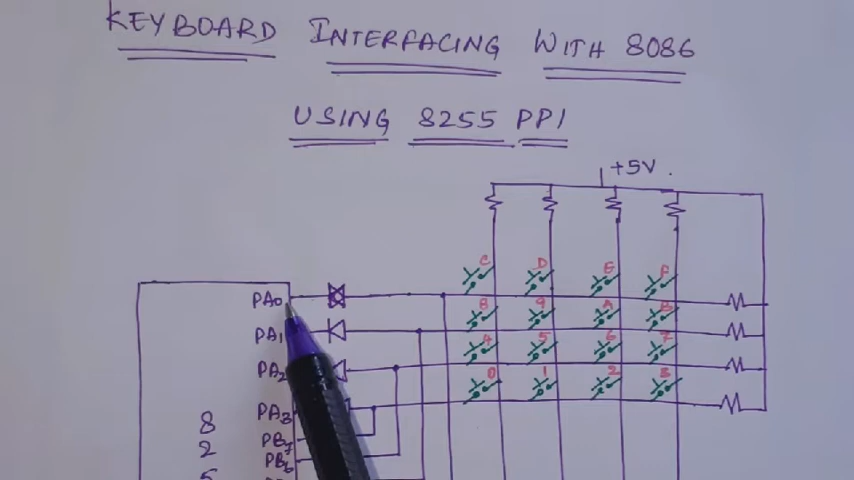 KEYBOARD INTERFACING WITH 8086
USING 8255 PPI
+5V
C D E F
PA0
8 9 A B
PA1
4 5 6 7
PA2
0 1 2 3
PA3
8
PB7
2
PB6
5